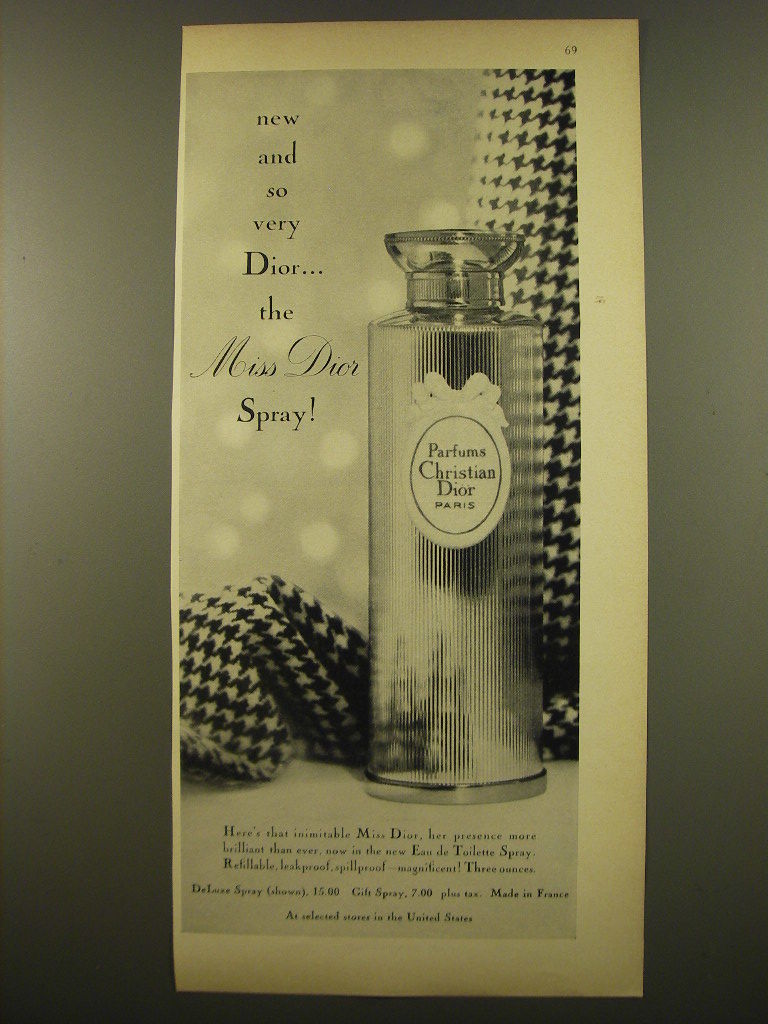 69
new
and
so
very
Dior...
the
Miss Dior
Spray!
Parfums
Christian
Dior
PARIS
Here's that inimitable Miss Dior, her presence more
brilliant than ever, now in the new Eau de Toilette Spray.
Refillable, leakproof, spillproof—magnificent! Three ounces.
DeLuxe Spray (shown), 15.00 Gift Spray, 7.00 plus tax. Made in France
At selected stores in the United States